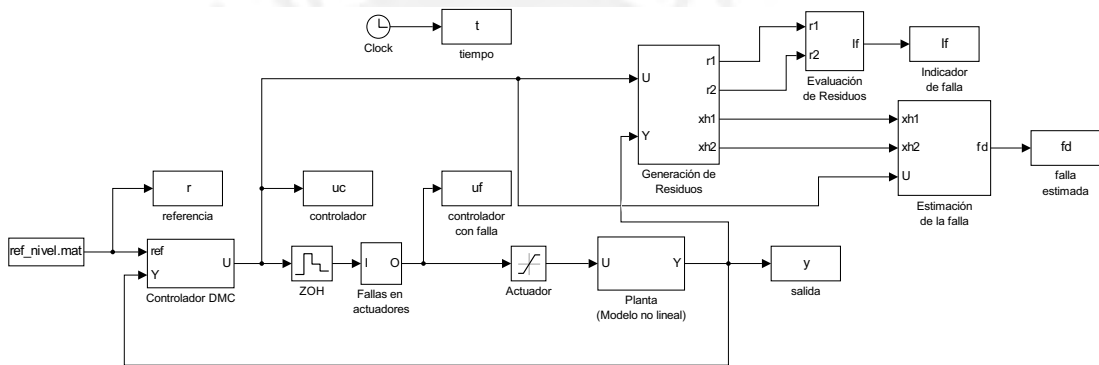 Clock
t
tiempo
r1
r2
If
Evaluación
de Residuos
If
Indicador
de falla
U
Y
r1
r2
xh1
xh2
Generación de
Residuos
xh1
xh2
U
fd
Estimación
de la falla
fd
falla
estimada
r
referencia
uc
controlador
uf
controlador
con falla
ref_nivel.mat
ref
Y
U
Controlador DMC
ZOH
I
O
Fallas en
actuadores
Actuador
U
Y
Planta
(Modelo no lineal)
y
salida